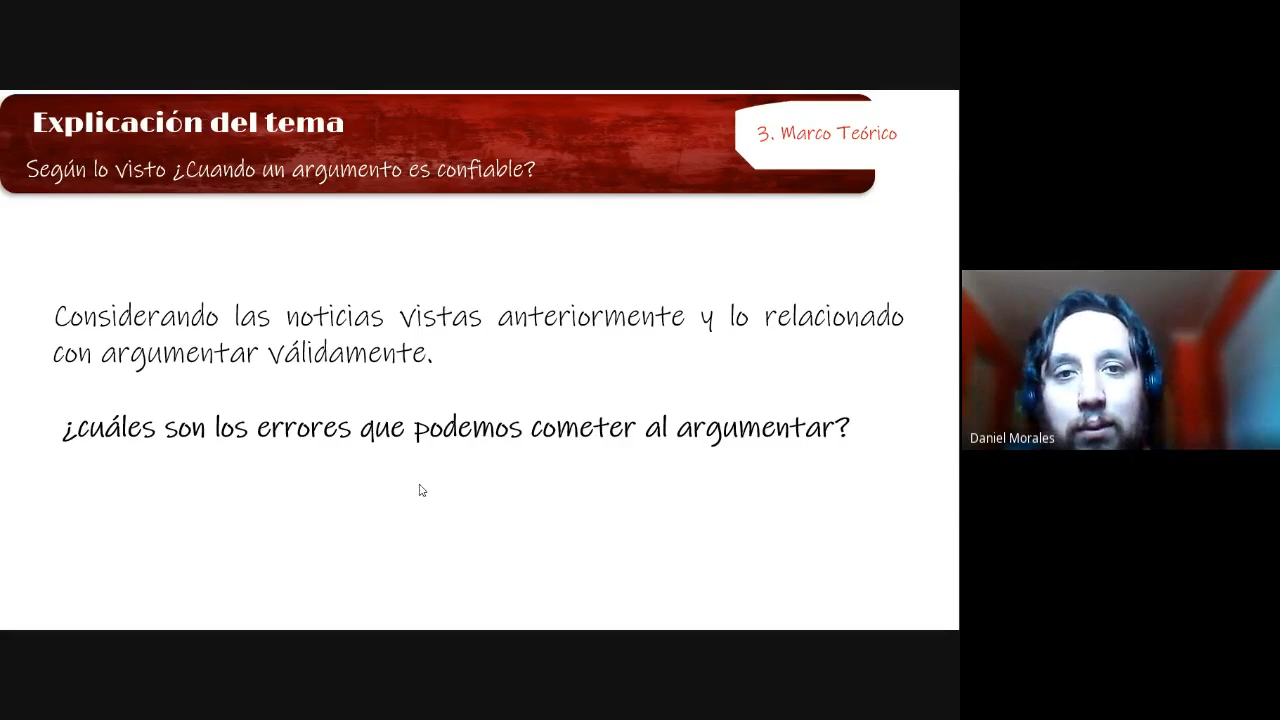 Explicación del tema
3. Marco Teórico
Según lo visto ¿Cuando un argumento es confiable?
Considerando las noticias vistas anteriormente y lo relacionado
con argumentar válidamente.
¿cuáles son los errores que podemos cometer al argumentar?
Daniel Morales